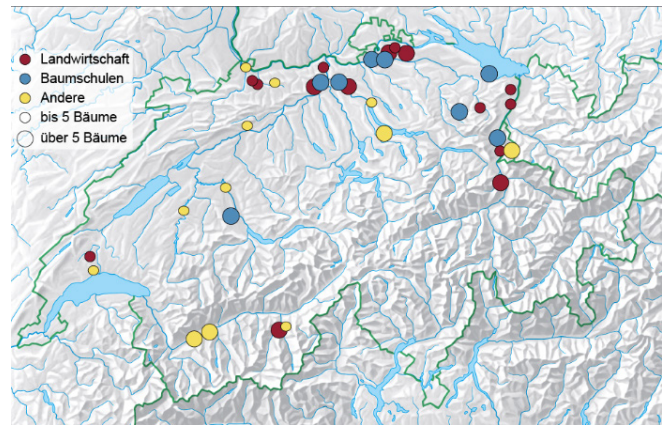 Landwirtschaft
Baumschulen
Andere
bis 5 Bäume
über 5 Bäume